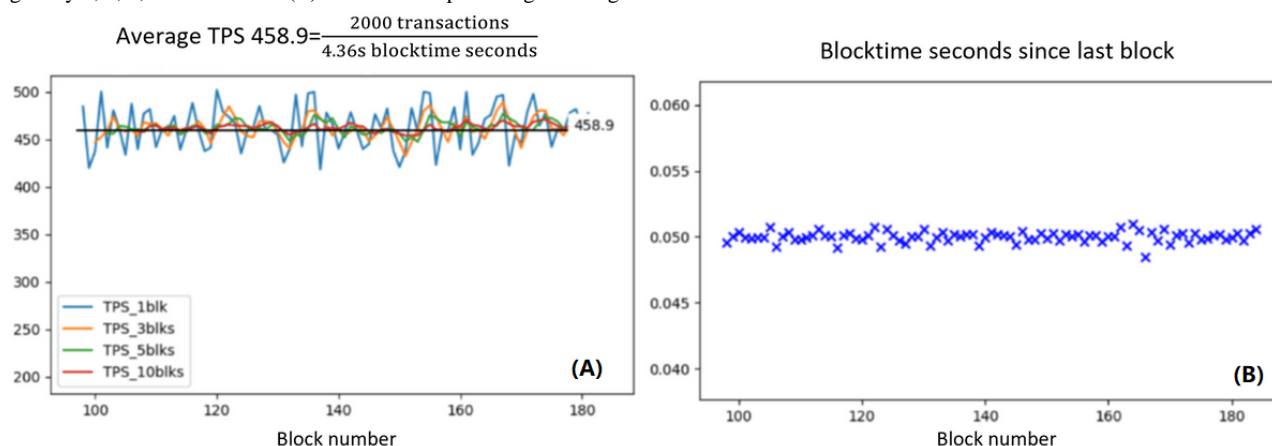 Average TPS 458.9=2000 transactions/4.36s blocktime seconds
500
450
400
350
300
250
200
458.9
TPS_1blk
TPS_3blks
TPS_5blks
TPS_10blks
(A)
100 120 140 160 180
Block number
Blocktime seconds since last block
0.060
0.055
0.050
0.045
0.040
(B)
100 120 140 160 180
Block number